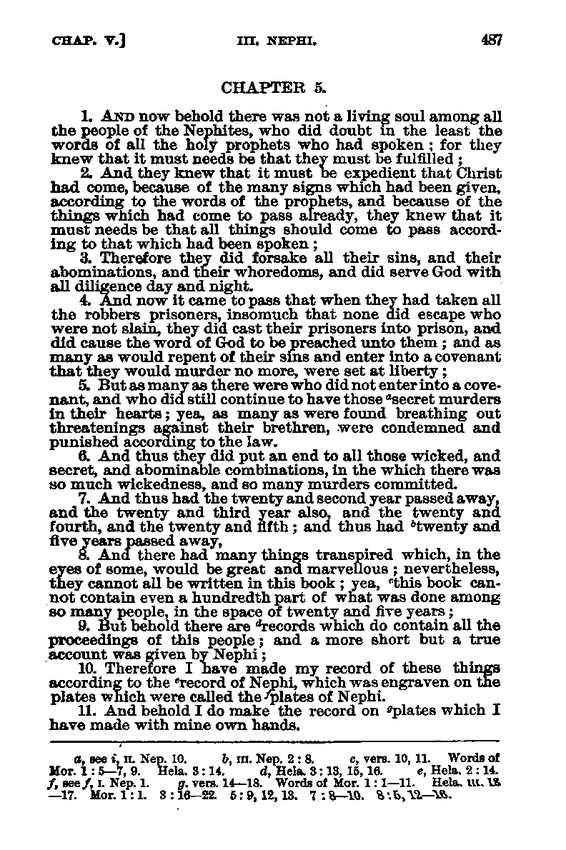 CHAP. V.] III. NEPHI. 487
CHAPTER 5.
1. AND now behold there was not a living soul among all
the people of the Nephites, who did doubt in the least the
words of all the holy prophets who had spoken ; for they
knew that it must needs be that they must be fulfilled ;
2. And they knew that it must be expedient that Christ
had come, because of the many signs which had been given,
according to the words of the prophets, and because of the
things which had come to pass already, they knew that it
must needs be that all things should come to pass accord-
ing to that which had been spoken ;
3. Therefore they did forsake all their sins, and their
abominations, and their whoredoms, and did serve God with
all diligence day and night.
4. And now it came to pass that when they had taken all
the robbers prisoners, insomuch that none did escape who
were not slain, they did cast their prisoners into prison, and
did cause the word of God to be preached unto them ; and as
many as would repent of their sins and enter into a covenant
that they would murder no more, were set at liberty ;
5. But as many as there were who did not enter into a cove-
nant, and who did still continue to have those ᵃsecret murders
in their hearts ; yea, as many as were found breathing out
threatenings against their brethren, were condemned and
punished according to the law.
6. And thus they did put an end to all those wicked, and
secret, and abominable combinations, in the which there was
so much wickedness, and so many murders committed.
7. And thus had the twenty and second year passed away,
and the twenty and third year also, and the twenty and
fourth, and the twenty and fifth ; and thus had ᵇtwenty and
five years passed away,
8. And there had many things transpired which, in the
eyes of some, would be great and marvellous ; nevertheless,
they cannot all be written in this book ; yea, ᶜthis book can-
not contain even a hundredth part of what was done among
so many people, in the space of twenty and five years ;
9. But behold there are ᵈrecords which do contain all the
proceedings of this people ; and a more short but a true
account was given by Nephi ;
10. Therefore I have made my record of these things
according to the ᵉrecord of Nephi, which was engraven on the
plates which were called the ᶠplates of Nephi.
11. And behold I do make the record on ᵍplates which I
have made with mine own hands.
a, see i, II. Nep. 10. b, III. Nep. 2 : 8. c, vers. 10, 11. Words of
Mor. 1 : 5—7, 9. Hela. 3 : 14. d, Hela. 3 : 13, 15, 16. e, Hela. 2 : 14.
f, see f, I. Nep. 1. g. vers. 14—18. Words of Mor. 1 : 1—11. Hela. III. 13
—17. Mor. 1 : 1. 3 : 16—22. 5 : 9, 12, 13. 7 : 8—10. 8 : 5, 12—16.